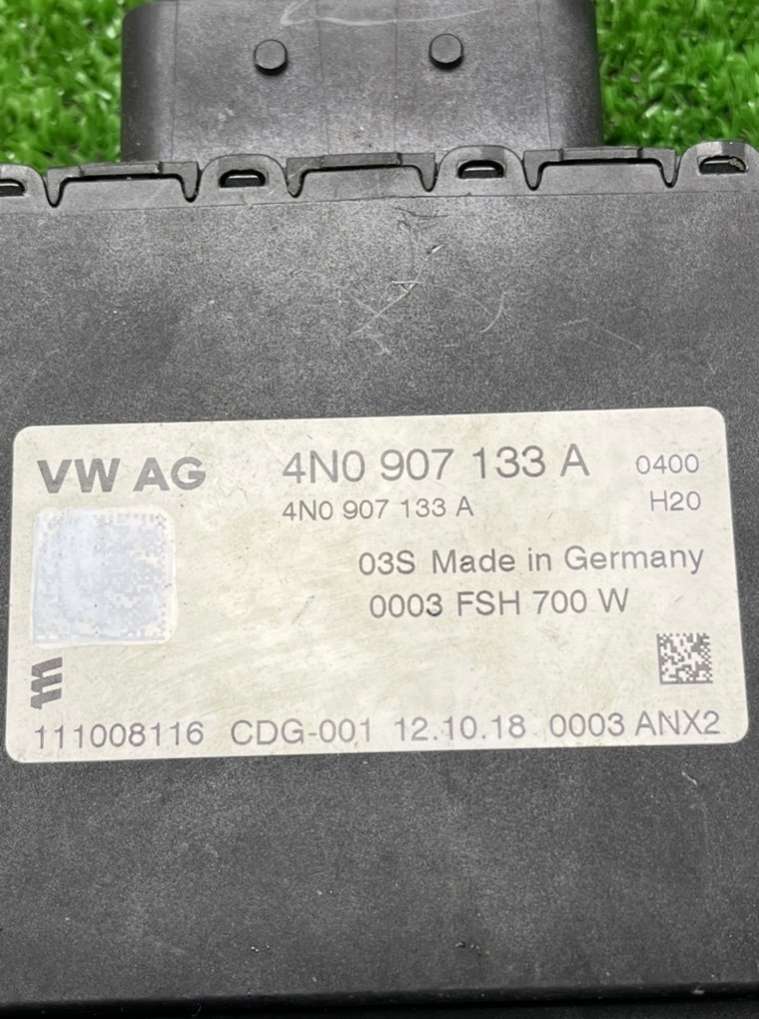 VW AG 4N0 907 133 A 0400
4N0 907 133 A H20
03S Made in Germany
0003 FSH 700 W
111008116 CDG-001 12.10.18 0003 ANX2